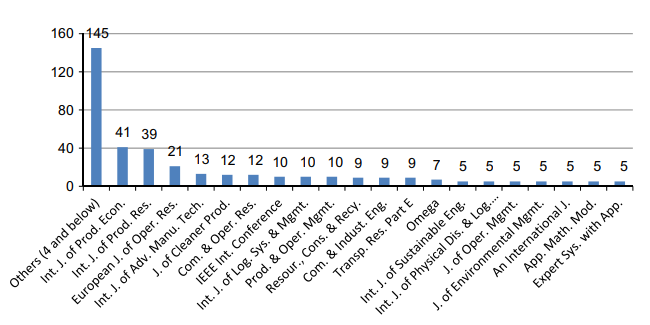 160
120
80
40
0
145
41
39
21
13
12
12
10
10
10
9
9
9
7
5
5
5
5
5
5
5
Others (4 and below)
Int. J. of Prod. Econ.
Int. J. of Prod. Res.
European J. of Oper. Res.
Int. J. of Adv. Manu. Tech.
J. of Cleaner Prod.
Com. & Oper. Res.
IEEE Int. Conference
Int. J. of Log. Sys. & Mgmt.
Prod. & Oper. Mgmt.
Resour., Cons. & Recy.
Com. & Indust. Eng.
Transp. Res. Part E
Omega
Int. J. of Sustainable Eng.
Int. J. of Physical Dis. & Log....
J. of Oper. Mgmt.
J. of Environmental Mgmt.
An International J.
App. Math. Mod.
Expert Sys. with App.